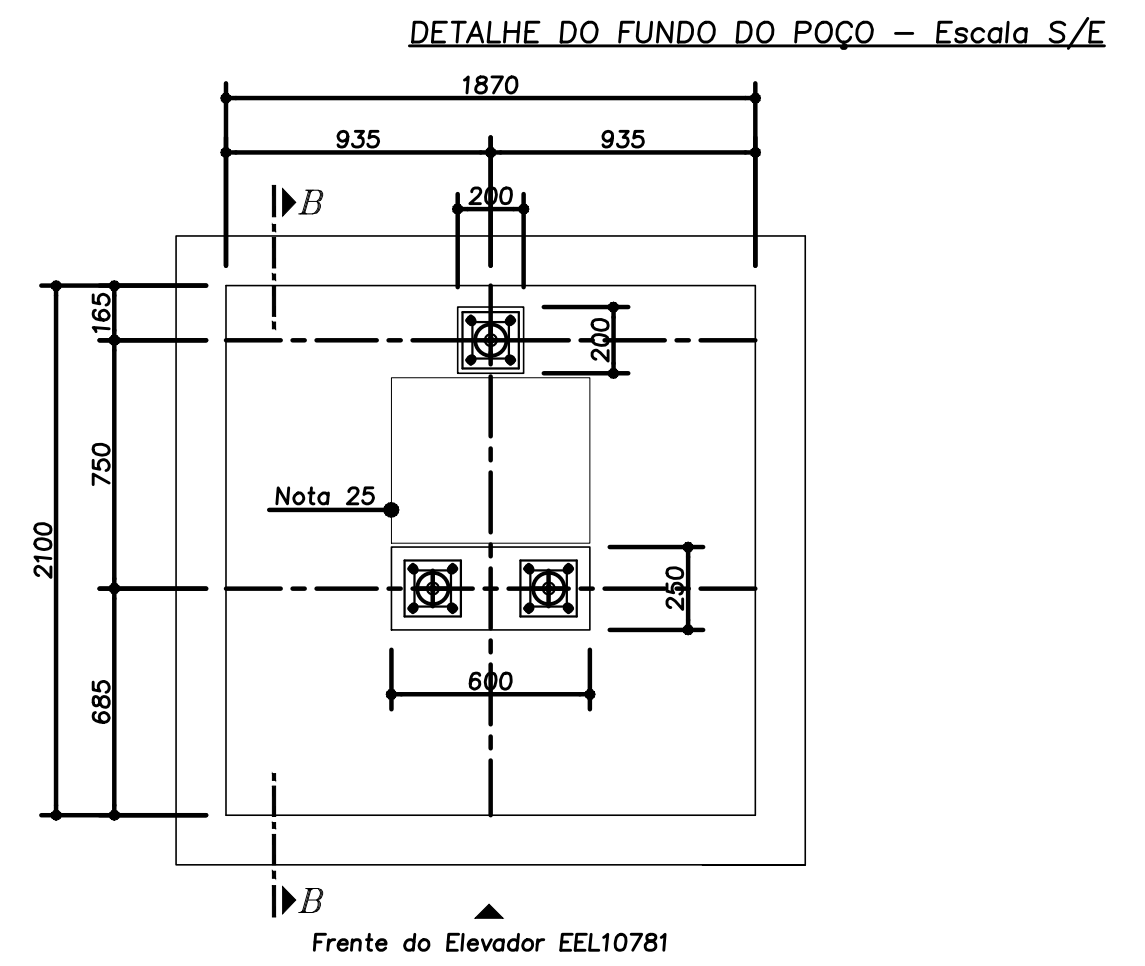 DETALHE DO FUNDO DO POÇO – Escala S/E
1870
935
935
200
B
165
200
750
Nota 25
2100
250
685
600
B
Frente do Elevador EEL10781